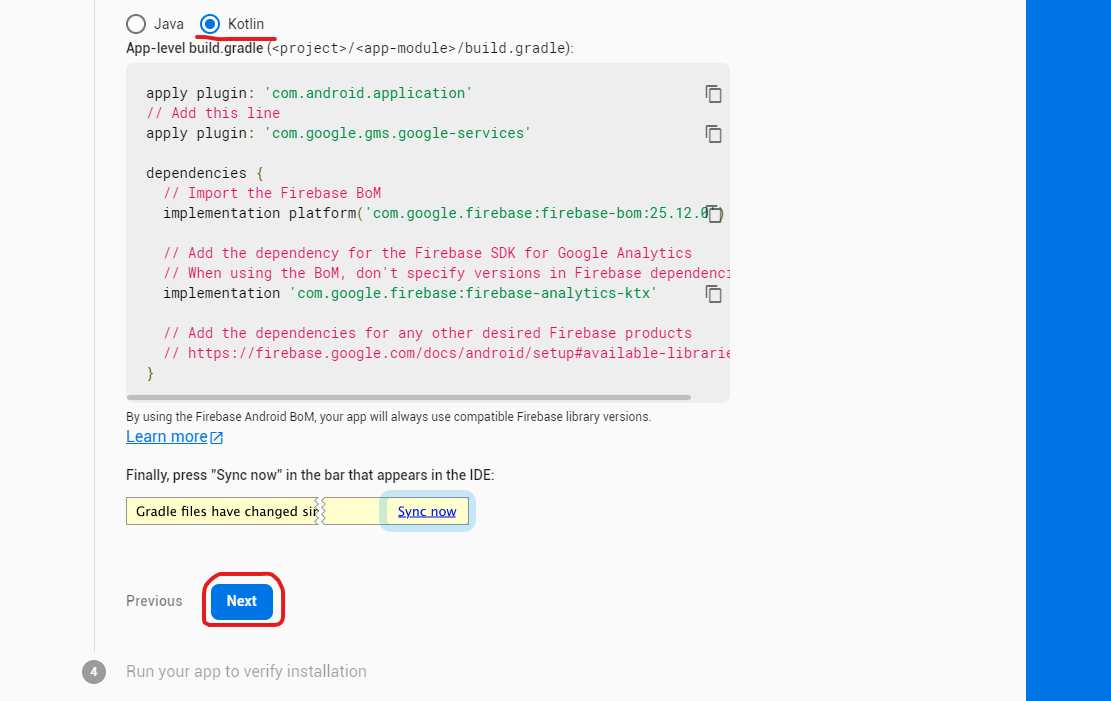 Java Kotlin
App-level build.gradle (<project>/<app-module>/build.gradle):
apply plugin: 'com.android.application'
// Add this line
apply plugin: 'com.google.gms.google-services'
dependencies {
// Import the Firebase BoM
implementation platform('com.google.firebase:firebase-bom:25.12.0')
// Add the dependency for the Firebase SDK for Google Analytics
// When using the BoM, don't specify versions in Firebase dependenci
implementation 'com.google.firebase:firebase-analytics-ktx'
// Add the dependencies for any other desired Firebase products
// https://firebase.google.com/docs/android/setup#available-librarie
}
By using the Firebase Android BoM, your app will always use compatible Firebase library versions.
Learn more
Finally, press "Sync now" in the bar that appears in the IDE:
Gradle files have changed sin Sync now
Previous Next
4 Run your app to verify installation